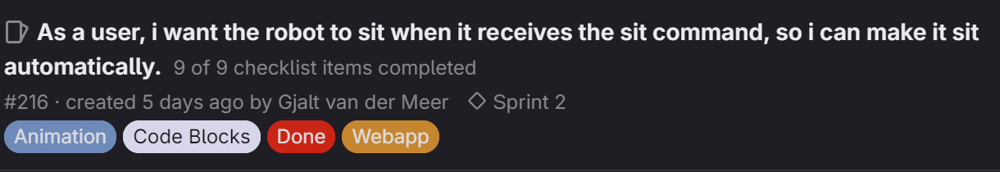 As a user, i want the robot to sit when it receives the sit command, so i can make it sit
automatically. 9 of 9 checklist items completed
#216 · created 5 days ago by Gjalt van der Meer Sprint 2
Animation Code Blocks Done Webapp